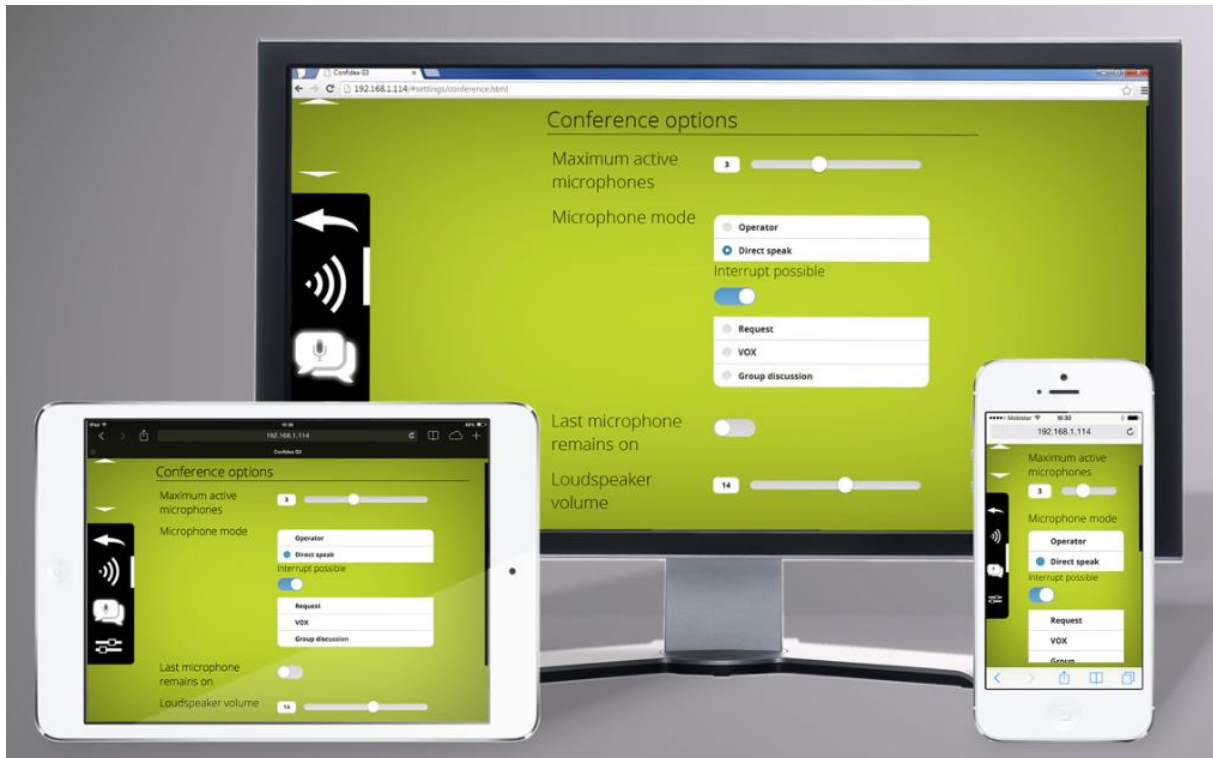 Confidea G3
192.168.1.114/#settings/conference.html
Conference options
Maximum active
microphones
3
Microphone mode
Operator
Direct speak
Interrupt possible
Request
VOX
Group discussion
Last microphone
remains on
Loudspeaker
volume
14
iPad
10:30
192.168.1.114
Confidea G3
Conference options
Maximum active
microphones
3
Microphone mode
Operator
Direct speak
Interrupt possible
Request
VOX
Group discussion
Last microphone
remains on
Loudspeaker volume
14
Mobistar
10:30
192.168.1.114
Maximum active
microphones
3
Microphone mode
Operator
Direct speak
Interrupt possible
Request
VOX
Group